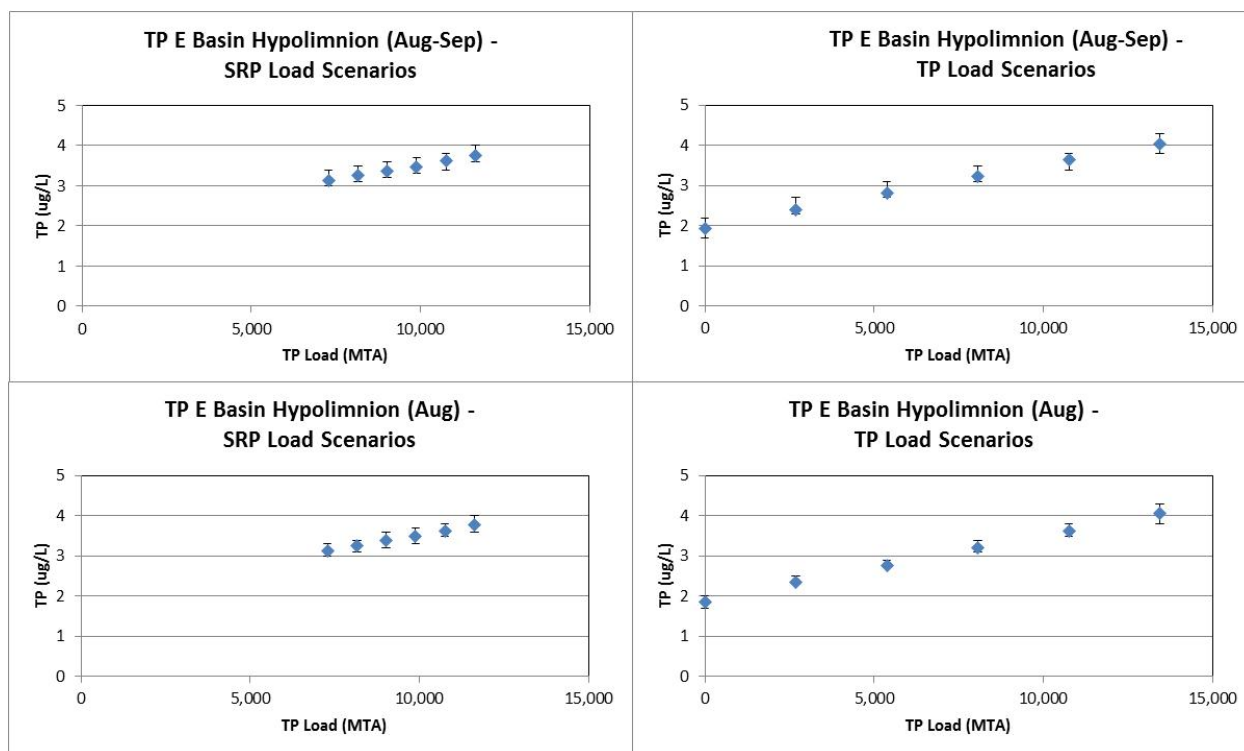 TP E Basin Hypolimnion (Aug-Sep) -
SRP Load Scenarios
5
4
3
2
1
0
TP (ug/L)
0 5,000 10,000 15,000
TP Load (MTA)
TP E Basin Hypolimnion (Aug-Sep) -
TP Load Scenarios
5
4
3
2
1
0
TP (ug/L)
0 5,000 10,000 15,000
TP Load (MTA)
TP E Basin Hypolimnion (Aug) -
SRP Load Scenarios
5
4
3
2
1
0
TP (ug/L)
0 5,000 10,000 15,000
TP Load (MTA)
TP E Basin Hypolimnion (Aug) -
TP Load Scenarios
5
4
3
2
1
0
TP (ug/L)
0 5,000 10,000 15,000
TP Load (MTA)